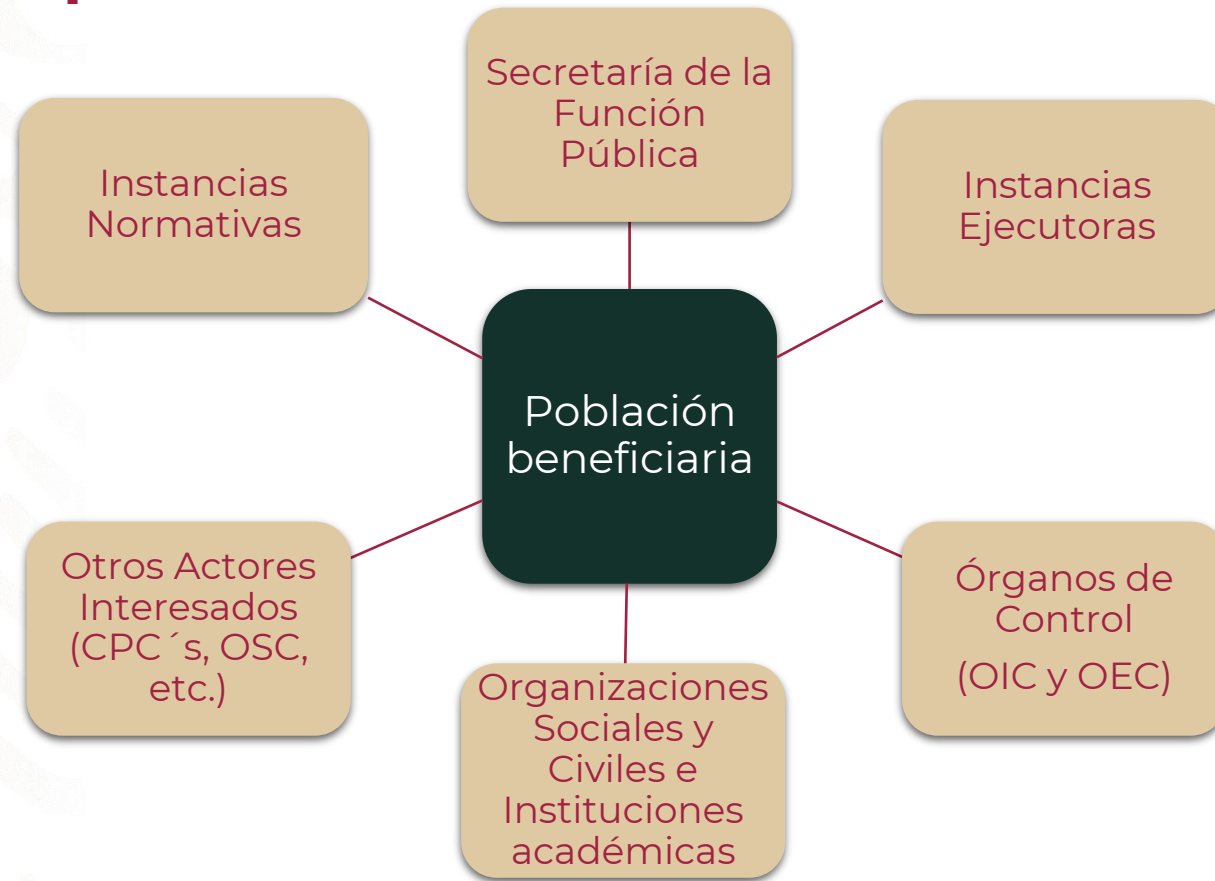 Secretaría de la
Función
Pública
Instancias
Normativas
Instancias
Ejecutoras
Población
beneficiaria
Otros Actores
Interesados
(CPC´s, OSC,
etc.)
Órganos de
Control
(OIC y OEC)
Organizaciones
Sociales y
Civiles e
Instituciones
académicas